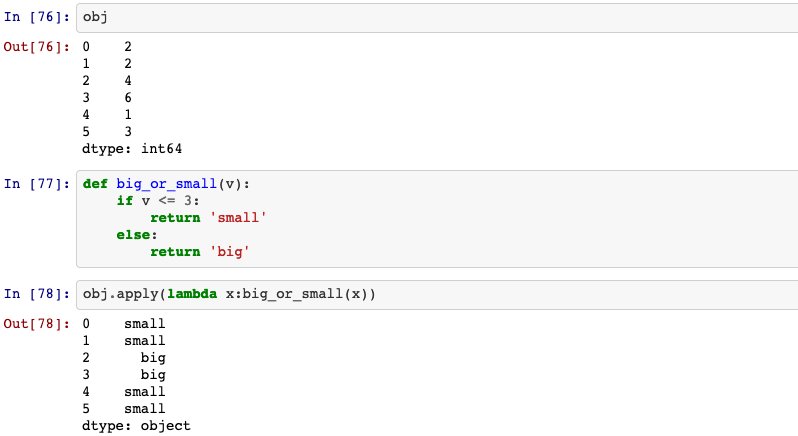 In [76]: obj
Out[76]: 0    2
1    2
2    4
3    6
4    1
5    3
dtype: int64
In [77]: def big_or_small(v):
    if v <= 3:
        return 'small'
    else:
        return 'big'
In [78]: obj.apply(lambda x:big_or_small(x))
Out[78]: 0    small
1    small
2      big
3      big
4    small
5    small
dtype: object